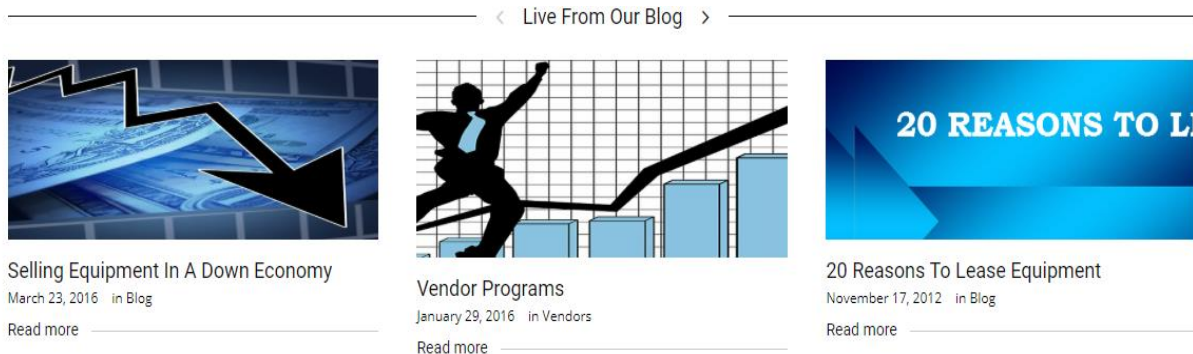 Live From Our Blog
20 REASONS TO L
Selling Equipment In A Down Economy
March 23, 2016 in Blog
Read more
Vendor Programs
January 29, 2016 in Vendors
Read more
20 Reasons To Lease Equipment
November 17, 2012 in Blog
Read more